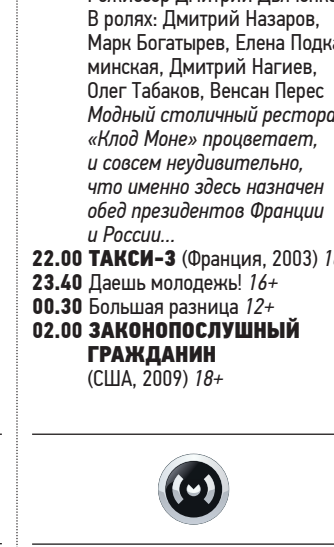 В ролях: Дмитрий Назаров,
Марк Богатырев, Елена Подка
минская, Дмитрий Нагиев,
Олег Табаков, Венсан Перес
Модный столичный рестора
«Клод Моне» процветает,
и совсем неудивительно,
что именно здесь назначен
обед президентов Франции
и России...
22.00 ТАКСИ-3 (Франция, 2003)
23.40 Даешь молодежь! 16+
00.30 Большая разница 12+
02.00 ЗАКОНОПОСЛУШНЫЙ
ГРАЖДАНИН
(США, 2009) 18+